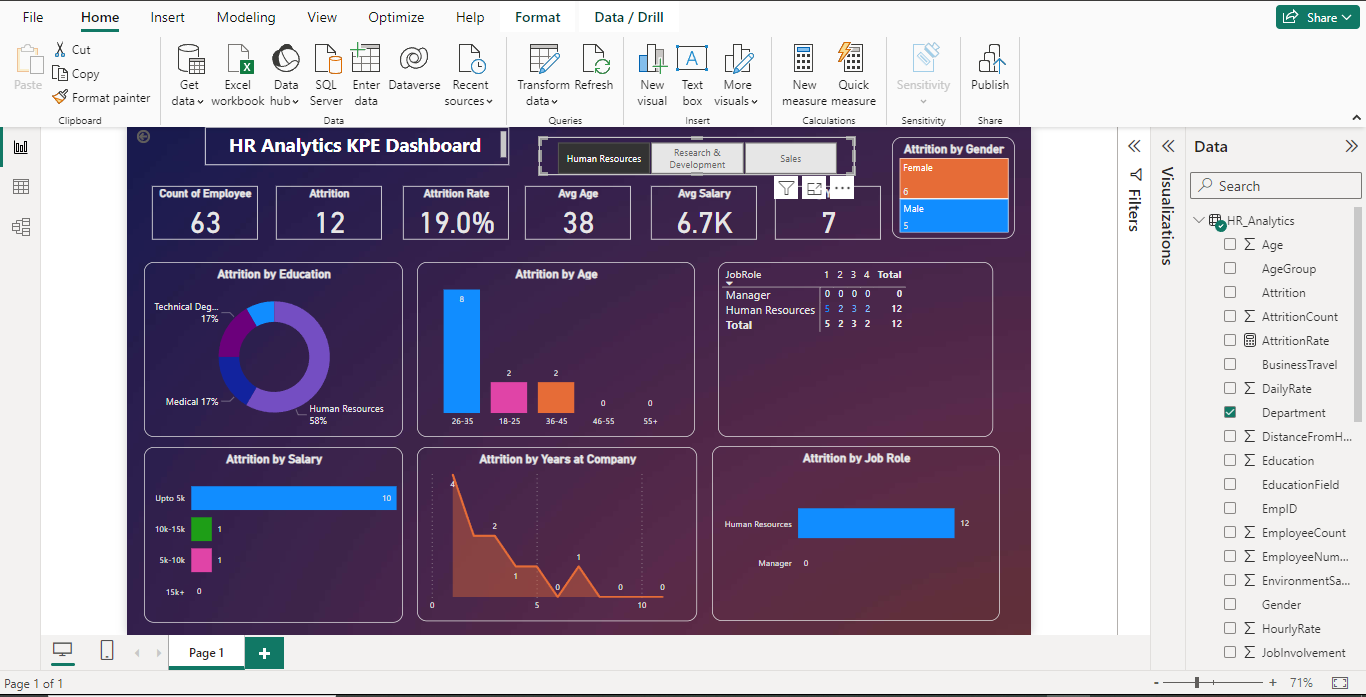 File Home Insert Modeling View Optimize Help Format Data / Drill Share
Paste
Cut
Copy
Format painter
Clipboard
Get data
Excel workbook
Data hub
SQL Server
Enter data
Dataverse
Recent sources
Data
Transform data
Refresh
Queries
New visual
Text box
More visuals
Insert
New measure
Quick measure
Calculations
Sensitivity
Sensitivity
Publish
Share
HR Analytics KPE Dashboard
Human Resources
Research &
Development
Sales
Attrition by Gender
Female
6
Male
5
Count of Employee
63
Attrition
12
Attrition Rate
19.0%
Avg Age
38
Avg Salary
6.7K
7
Attrition by Education
Technical Deg...
17%
Medical 17%
Human Resources
58%
Attrition by Age
8
2
2
0
0
26-35 18-25 36-45 46-55 55+
JobRole 1 2 3 4 Total
Manager 0 0 0 0 0
Human Resources 5 2 3 2 12
Total 5 2 3 2 12
Attrition by Salary
Upto 5k 10
10k-15k 1
5k-10k 1
15k+ 0
Attrition by Years at Company
4
2
1
0
1
0
0
0 5 10
Attrition by Job Role
Human Resources 12
Manager 0
Filters
Visualizations
Data
Search
HR_Analytics
Age
AgeGroup
Attrition
AttritionCount
AttritionRate
BusinessTravel
DailyRate
Department
DistanceFromH...
Education
EducationField
EmpID
EmployeeCount
EmployeeNum...
EnvironmentSa...
Gender
HourlyRate
JobInvolvement
Page 1
+
Page 1 of 1
- + 71%